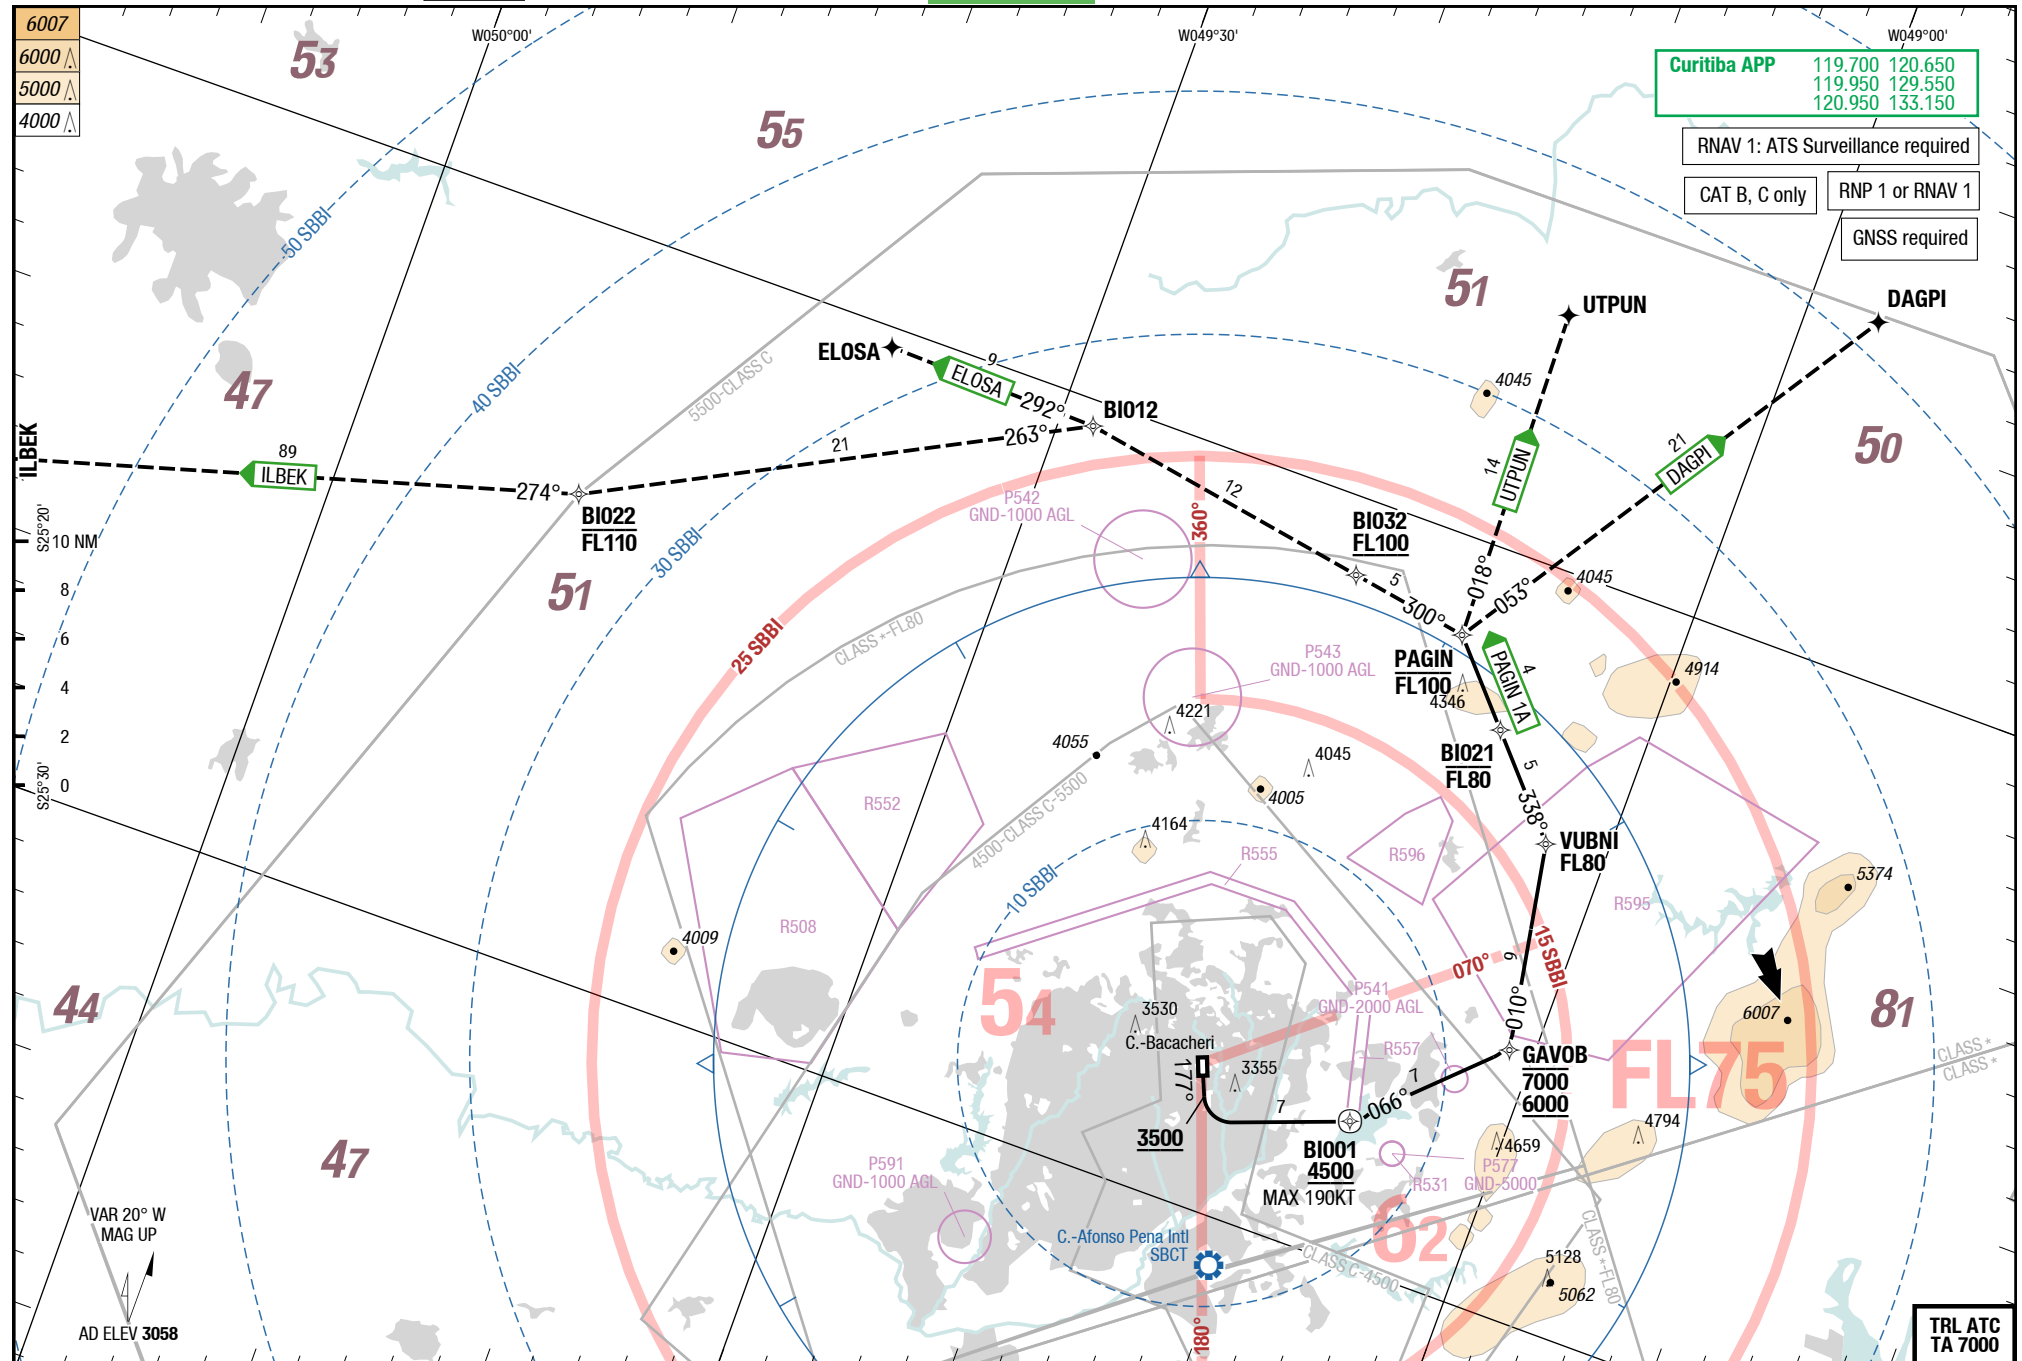 6007
6000
5000
4000
W050°00'
W049°30'
W049°00'
53
55
Curitiba APP 119.700 120.650
119.950 129.550
120.950 133.150
RNAV 1: ATS Surveillance required
CAT B, C only
RNP 1 or RNAV 1
GNSS required
50 SBBI
51
UTPUN
DAGPI
ELOSA
9
ELOSA
292°
BI012
47
40 SBBI
5500-CLASS C
4045
ILBEK
89
ILBEK
274°
21
263°
14
UTPUN
21
DAGPI
50
BI022
FL110
P542
GND-1000 AGL
360°
12
BI032
FL100
S25°20'
10 NM
8
6
4
2
0
S25°30'
51
30 SBBI
5
300°
018°
053°
4045
25 SBBI
CLASS *-FL80
P543
GND-1000 AGL
PAGIN
FL100
4346
4
PAGIN 1A
4914
4221
4055
4045
BI021
FL80
5
338°
4005
R552
4500-CLASS C-5500
4164
R555
R596
VUBNI
FL80
10 SBBI
5374
R508
R595
4009
070°
15 SBBI
9
44
54
P541
GND-2000 AGL
010°
6007
81
3530
C.-Bacacheri
177°
3355
R557
7
066°
GAVOB
7000
6000
FL75
CLASS *
CLASS *
7
3500
BI001
4500
MAX 190KT
4659
4794
47
P591
GND-1000 AGL
P577
GND-5000
R531
62
VAR 20° W
MAG UP
C.-Afonso Pena Intl
SBCT
CLASS C-4500
CLASS *-FL80
5128
5062
180°
AD ELEV 3058
TRL ATC
TA 7000